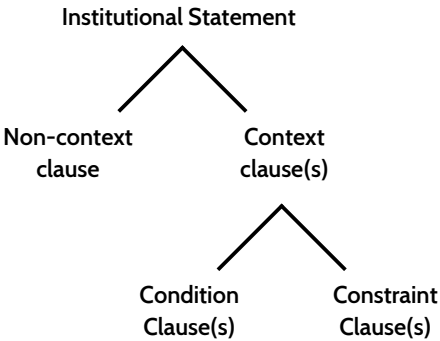 Institutional Statement
Non-context
clause
Context
clause(s)
Condition
Clause(s)
Constraint
Clause(s)